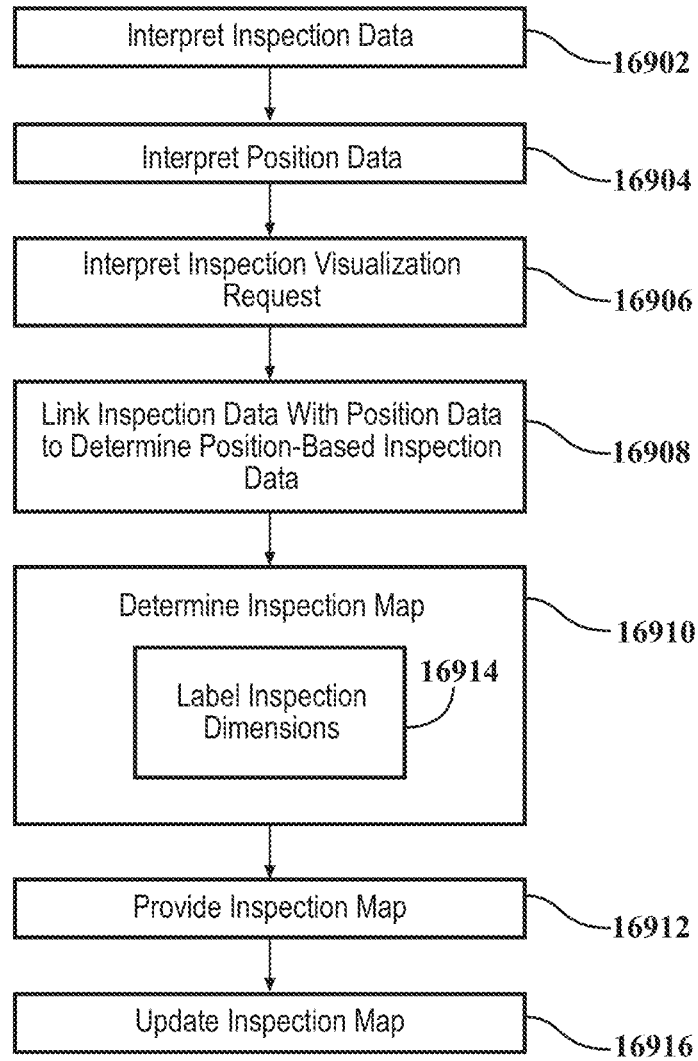 Interpret Inspection Data
16902
Interpret Position Data
16904
Interpret Inspection Visualization
Request
16906
Link Inspection Data With Position Data
to Determine Position-Based Inspection
Data
16908
Determine Inspection Map
16910
16914
Label Inspection
Dimensions
Provide Inspection Map
16912
Update Inspection Map
16916